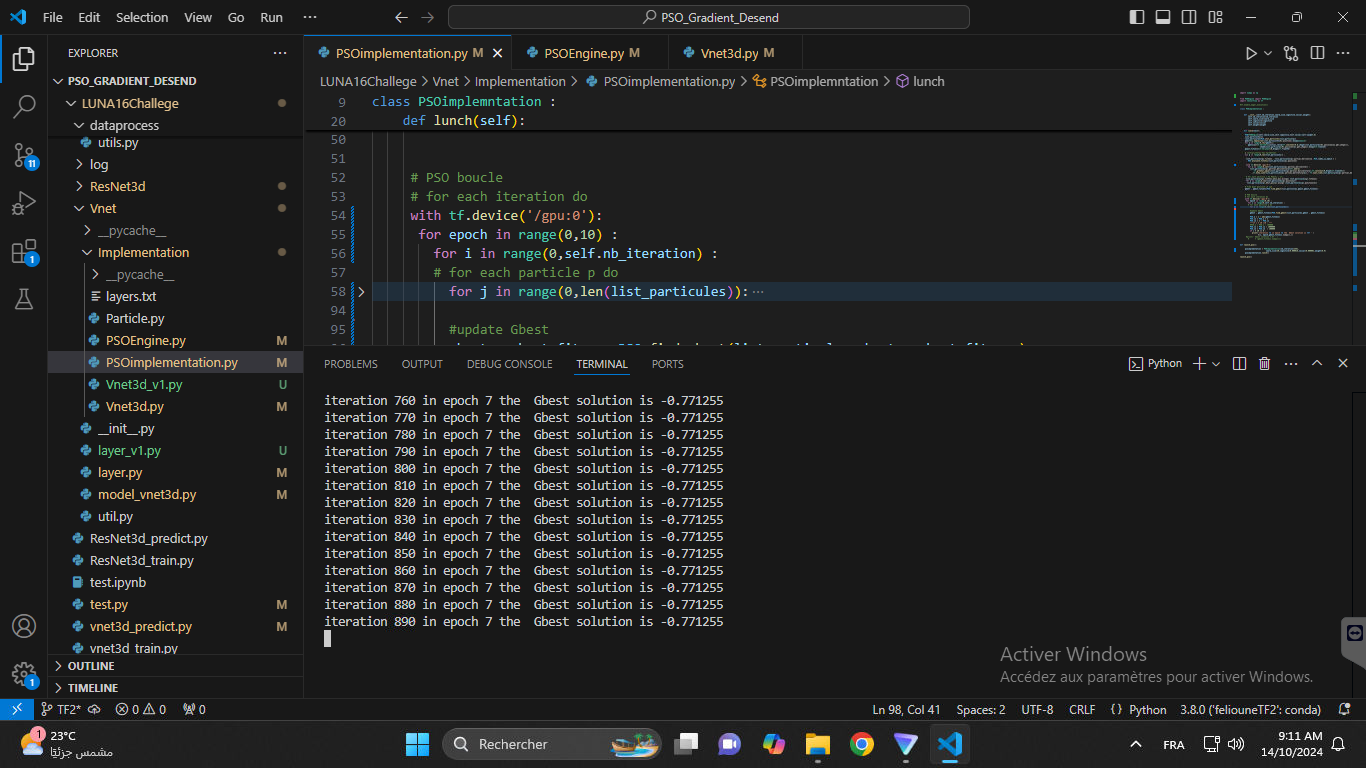 File Edit Selection View Go Run ···
PSO_Gradient_Desend
EXPLORER
PSO_GRADIENT_DESEND
LUNA16Challege
dataprocess
utils.py
log
ResNet3d
Vnet
__pycache__
Implementation
__pycache__
layers.txt
Particle.py
PSOEngine.py M
PSOimplementation.py M
Vnet3d_v1.py U
Vnet3d.py M
__init__.py
layer_v1.py U
layer.py M
model_vnet3d.py M
util.py
ResNet3d_predict.py
ResNet3d_train.py
test.ipynb
test.py M
vnet3d_predict.py M
vnet3d_train.py
OUTLINE
TIMELINE
11
1
1
PSOimplementation.py M PSOEngine.py M Vnet3d.py M
LUNA16Challege > Vnet > Implementation > PSOimplementation.py > PSOimplemntation > lunch
9 class PSOimplemntation :
20 def lunch(self):
50
51
52 # PSO boucle
53 # for each iteration do
54 with tf.device('/gpu:0'):
55 for epoch in range(0,10) :
56 for i in range(0,self.nb_iteration) :
57 # for each particle p do
58 for j in range(0,len(list_particules)): ···
94
95 #update Gbest
PROBLEMS OUTPUT DEBUG CONSOLE TERMINAL PORTS
Python
iteration 760 in epoch 7 the  Gbest solution is -0.771255
iteration 770 in epoch 7 the  Gbest solution is -0.771255
iteration 780 in epoch 7 the  Gbest solution is -0.771255
iteration 790 in epoch 7 the  Gbest solution is -0.771255
iteration 800 in epoch 7 the  Gbest solution is -0.771255
iteration 810 in epoch 7 the  Gbest solution is -0.771255
iteration 820 in epoch 7 the  Gbest solution is -0.771255
iteration 830 in epoch 7 the  Gbest solution is -0.771255
iteration 840 in epoch 7 the  Gbest solution is -0.771255
iteration 850 in epoch 7 the  Gbest solution is -0.771255
iteration 860 in epoch 7 the  Gbest solution is -0.771255
iteration 870 in epoch 7 the  Gbest solution is -0.771255
iteration 880 in epoch 7 the  Gbest solution is -0.771255
iteration 890 in epoch 7 the  Gbest solution is -0.771255
Activer Windows
Accédez aux paramètres pour activer Windows.
TF2* 0 0 0
Ln 98, Col 41 Spaces: 2 UTF-8 CRLF {} Python 3.8.0 ('feliouneTF2': conda)
1
23°C
مشمس جزئيًا
Rechercher
FRA
9:11 AM
14/10/2024